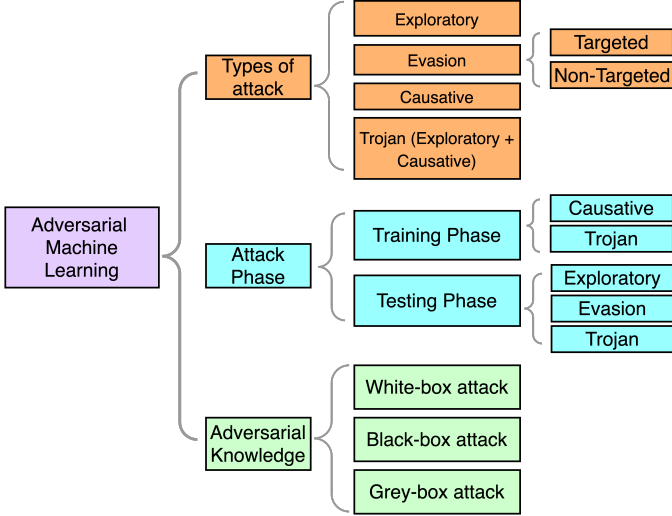 Adversarial
Machine
Learning
Types of
attack
Exploratory
Evasion
Targeted
Non-Targeted
Causative
Trojan (Exploratory +
Causative)
Attack
Phase
Training Phase
Causative
Trojan
Testing Phase
Exploratory
Evasion
Trojan
Adversarial
Knowledge
White-box attack
Black-box attack
Grey-box attack